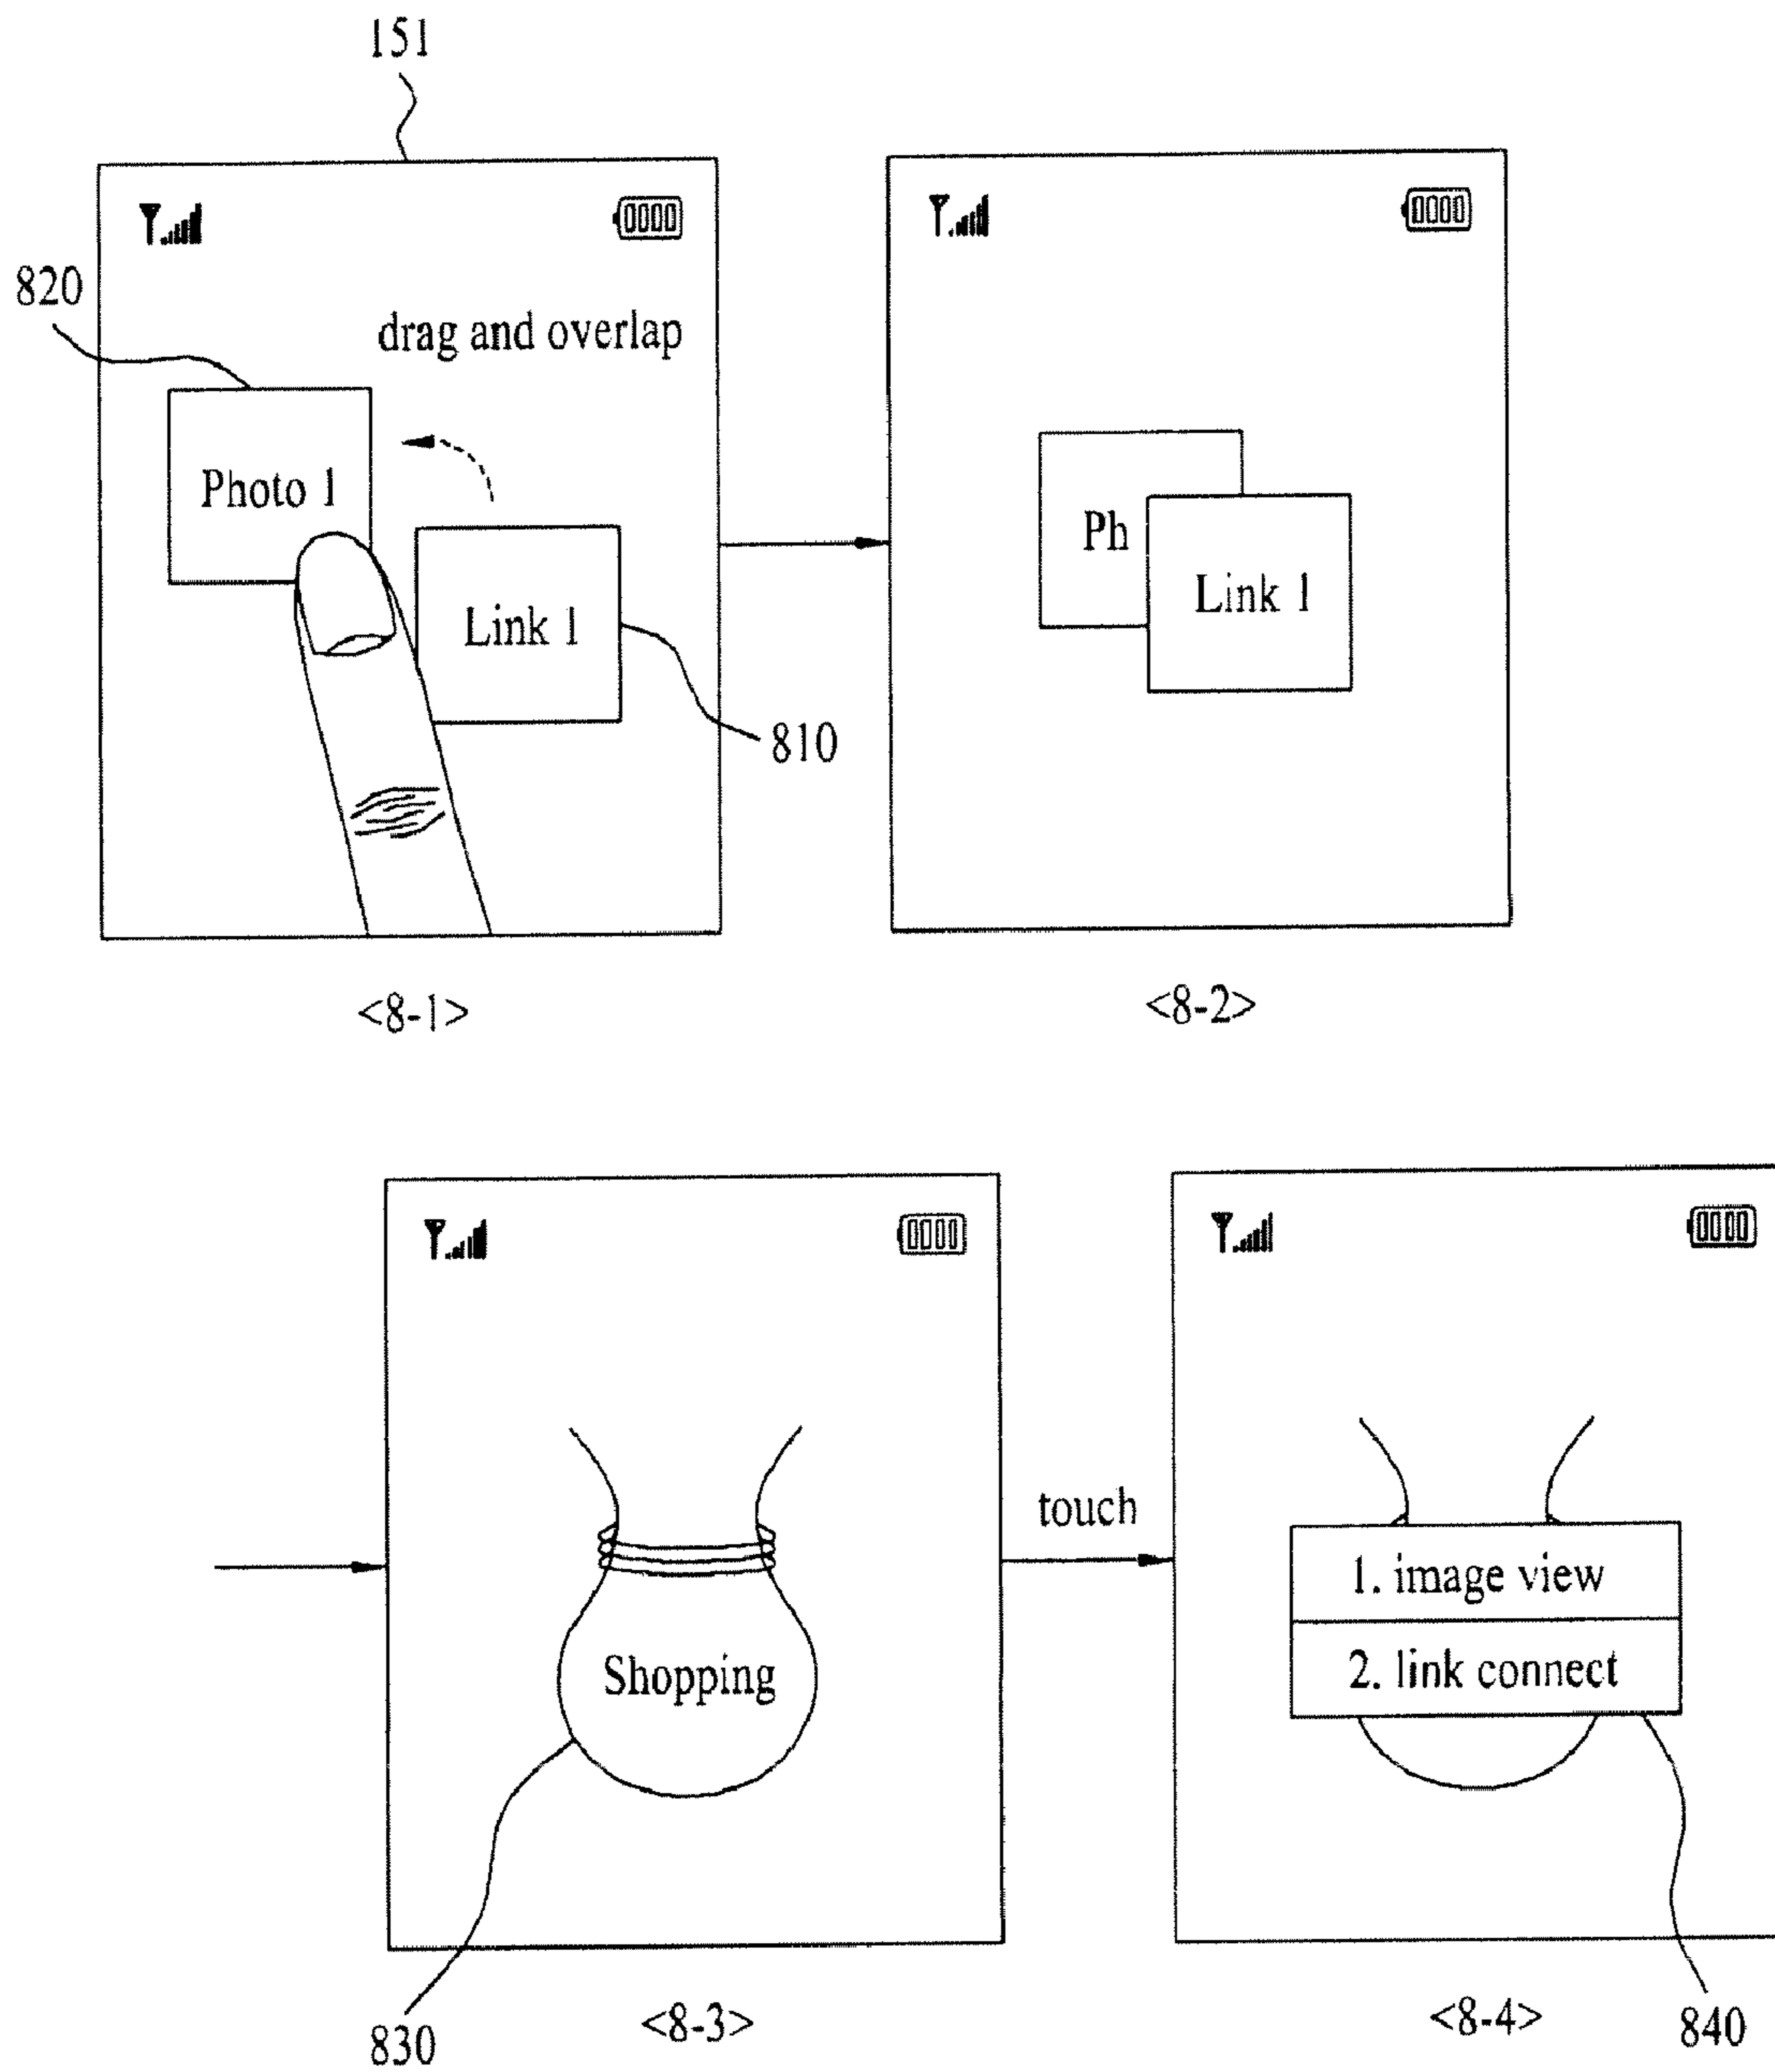 151
820
drag and overlap
Photo 1
Link 1
810
Ph
Link 1
<8-1>
<8-2>
Shopping
touch
1. image view
2. link connect
830
<8-3>
<8-4>
840